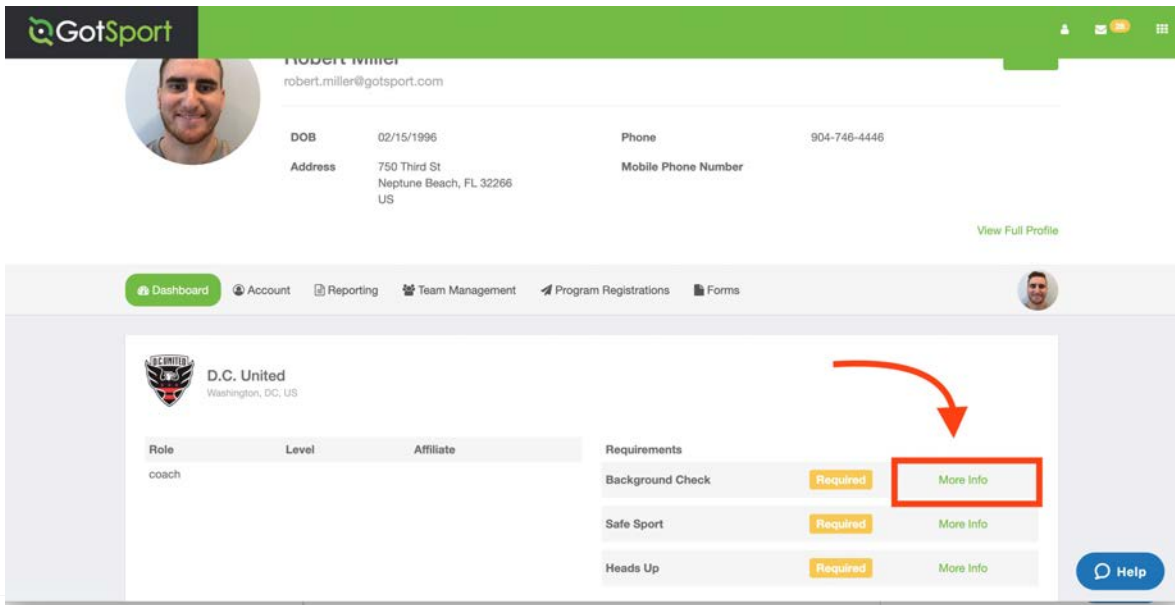 GotSport
Robert Miller
robert.miller@gotsport.com
DOB 02/15/1996 Phone 904-746-4446
Address 750 Third St Mobile Phone Number
Neptune Beach, FL 32266
US
View Full Profile
Dashboard Account Reporting Team Management Program Registrations Forms
D.C. UNITED
D.C. United
Washington, DC, US
Role Level Affiliate Requirements
coach Background Check Required More Info
Safe Sport Required More Info
Heads Up Required More Info
Help